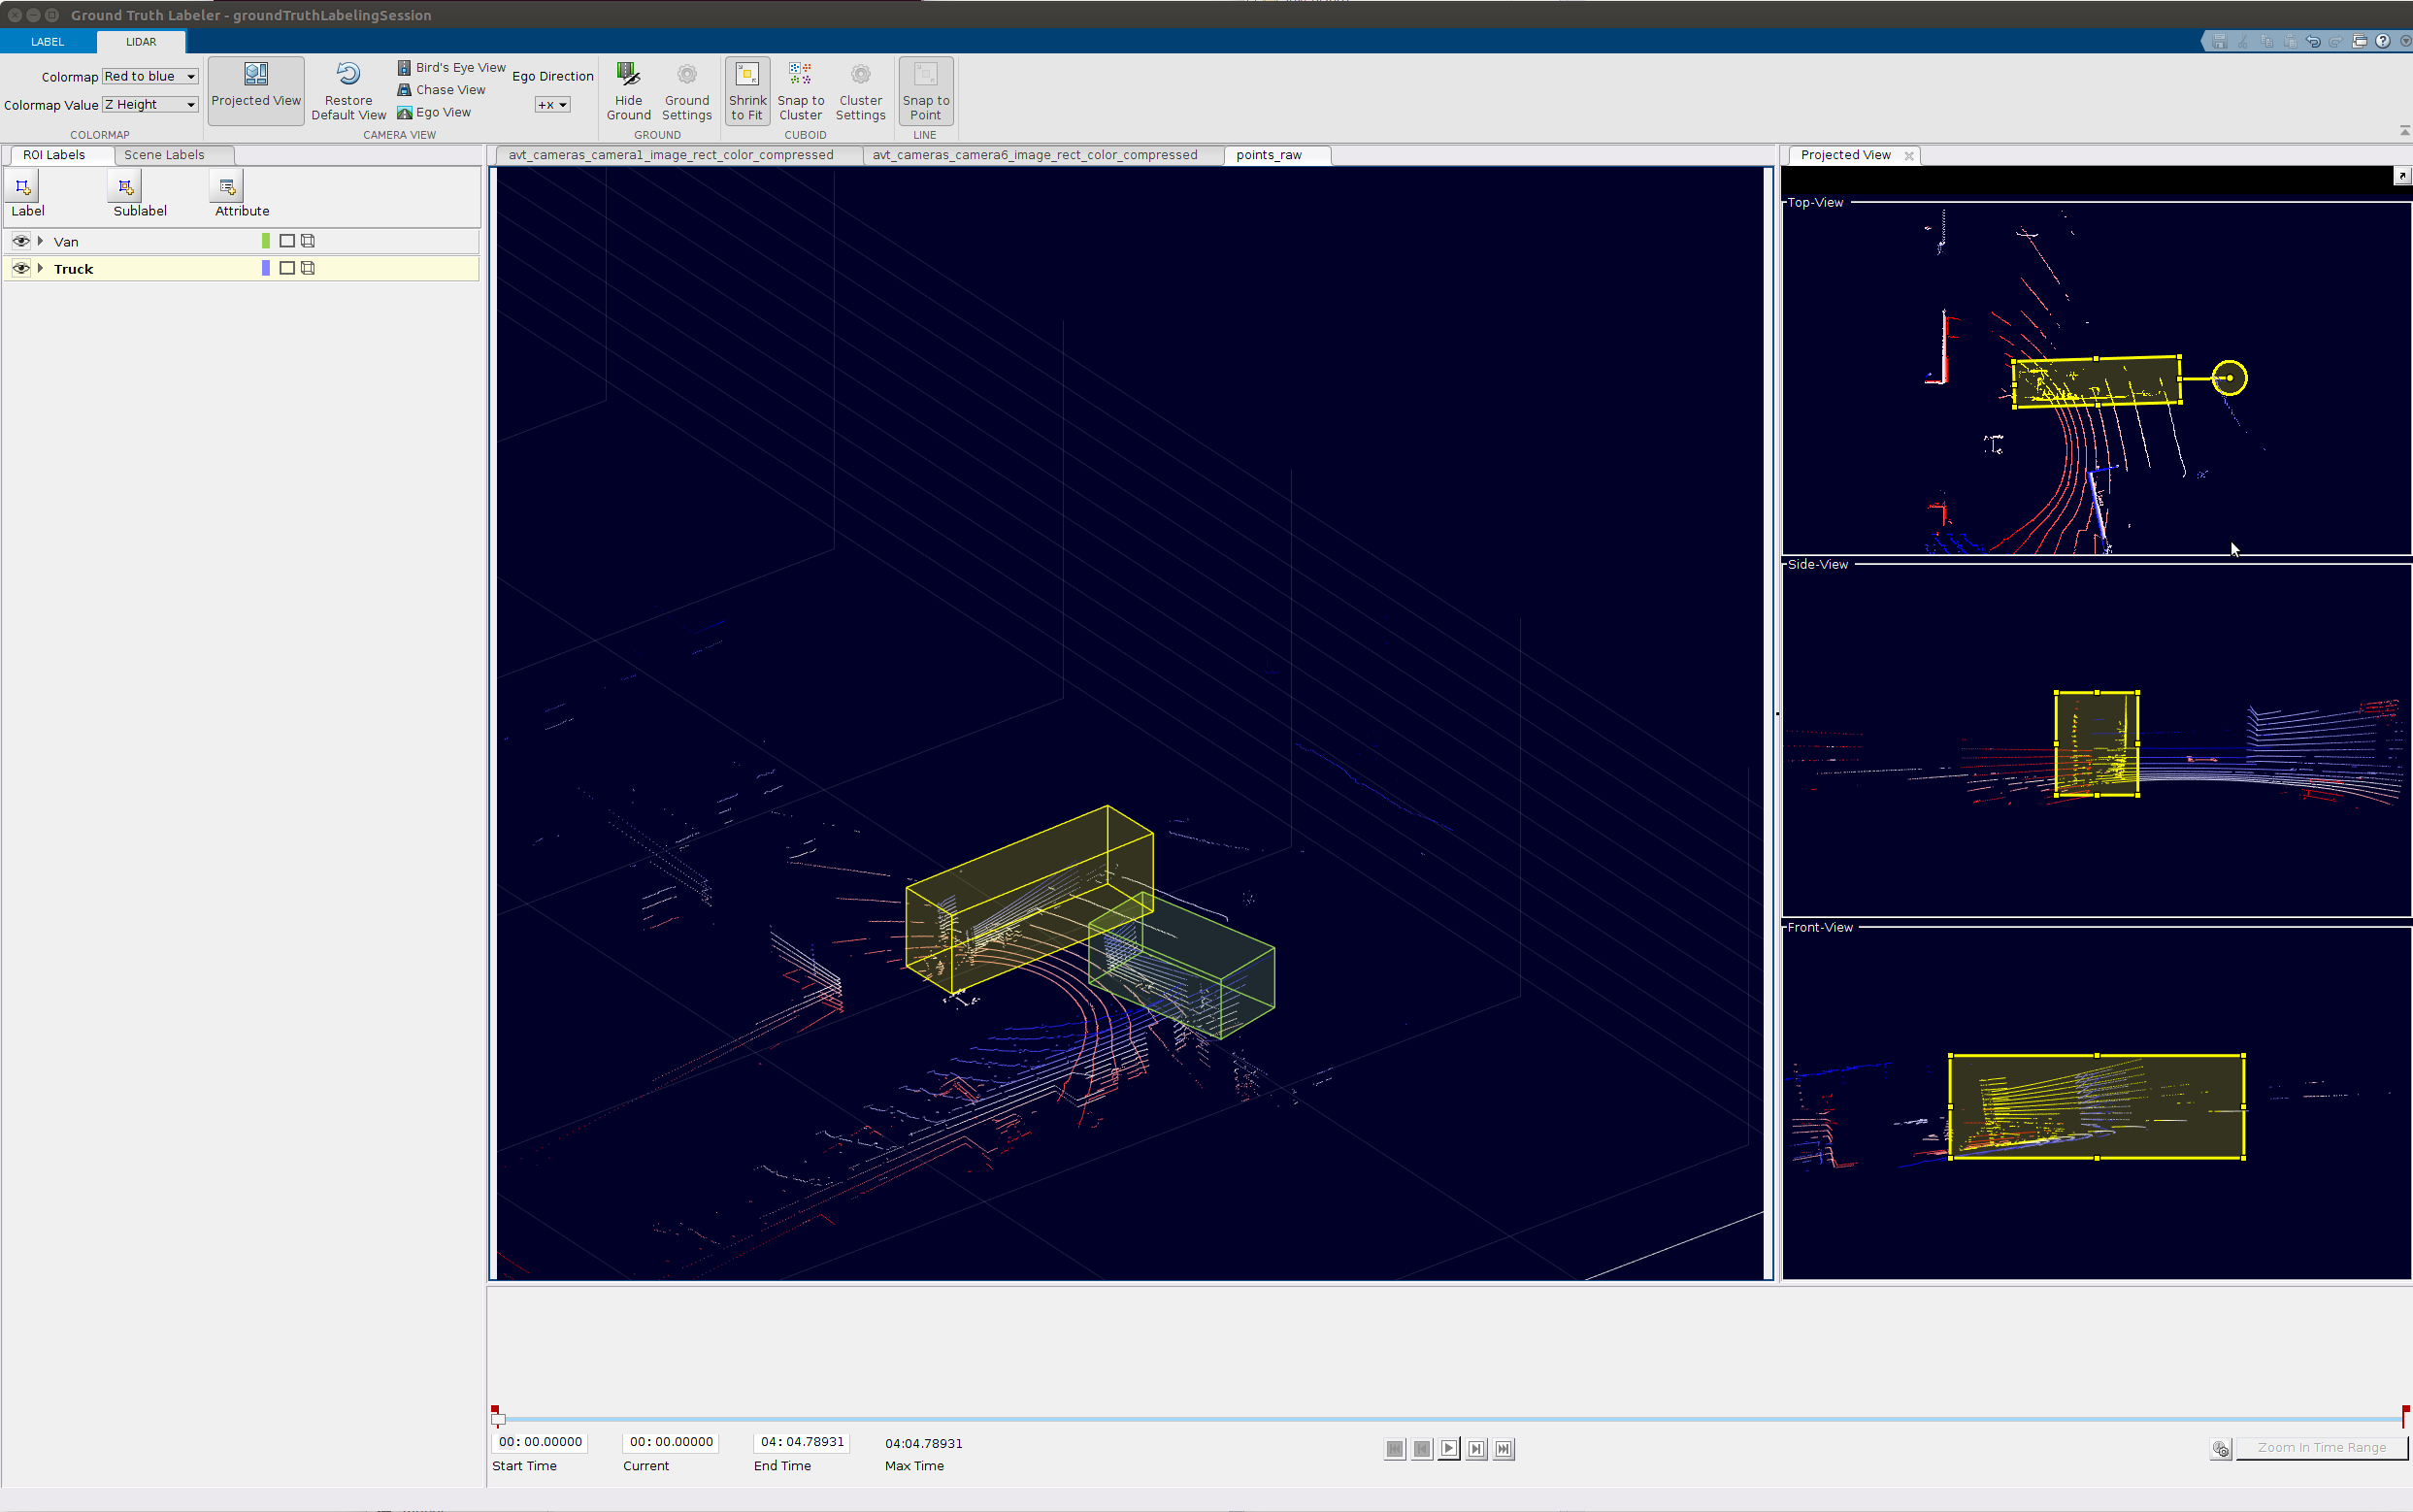 Ground Truth Labeler - groundTruthLabelingSession
LABEL
LIDAR
Colormap Red to blue
Colormap Value Z Height
COLORMAP
Projected View
Restore
Default View
Bird's Eye View
Chase View
Ego View
Ego Direction
+x
CAMERA VIEW
Hide
Ground
Ground
Settings
GROUND
Shrink
to Fit
Snap to
Cluster
Cluster
Settings
CUBOID
Snap to
Point
LINE
ROI Labels
Scene Labels
Label
Sublabel
Attribute
Van
Truck
avt_cameras_camera1_image_rect_color_compressed
avt_cameras_camera6_image_rect_color_compressed
points_raw
Projected View
Top-View
Side-View
Front-View
00: 00.00000
00: 00.00000
04: 04.78931
04:04.78931
Start Time
Current
End Time
Max Time
Zoom In Time Range